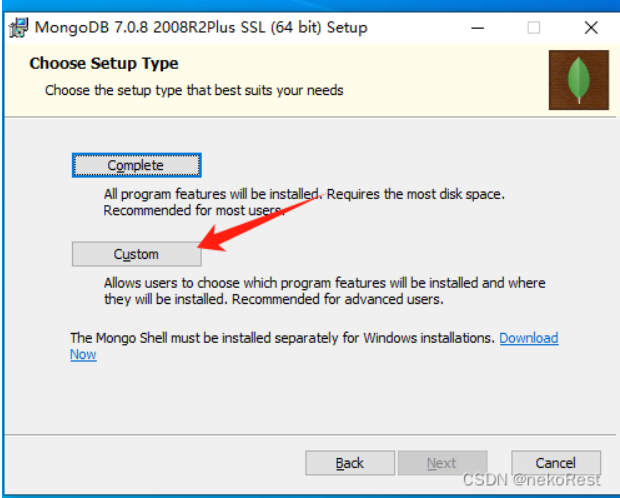 MongoDB 7.0.8 2008R2Plus SSL (64 bit) Setup
Choose Setup Type
Choose the setup type that best suits your needs
Complete
All program features will be installed. Requires the most disk space.
Recommended for most users.
Custom
Allows users to choose which program features will be installed and where
they will be installed. Recommended for advanced users.
The Mongo Shell must be installed separately for Windows installations. Download
Now
Back Next Cancel
CSDN @nekoRest